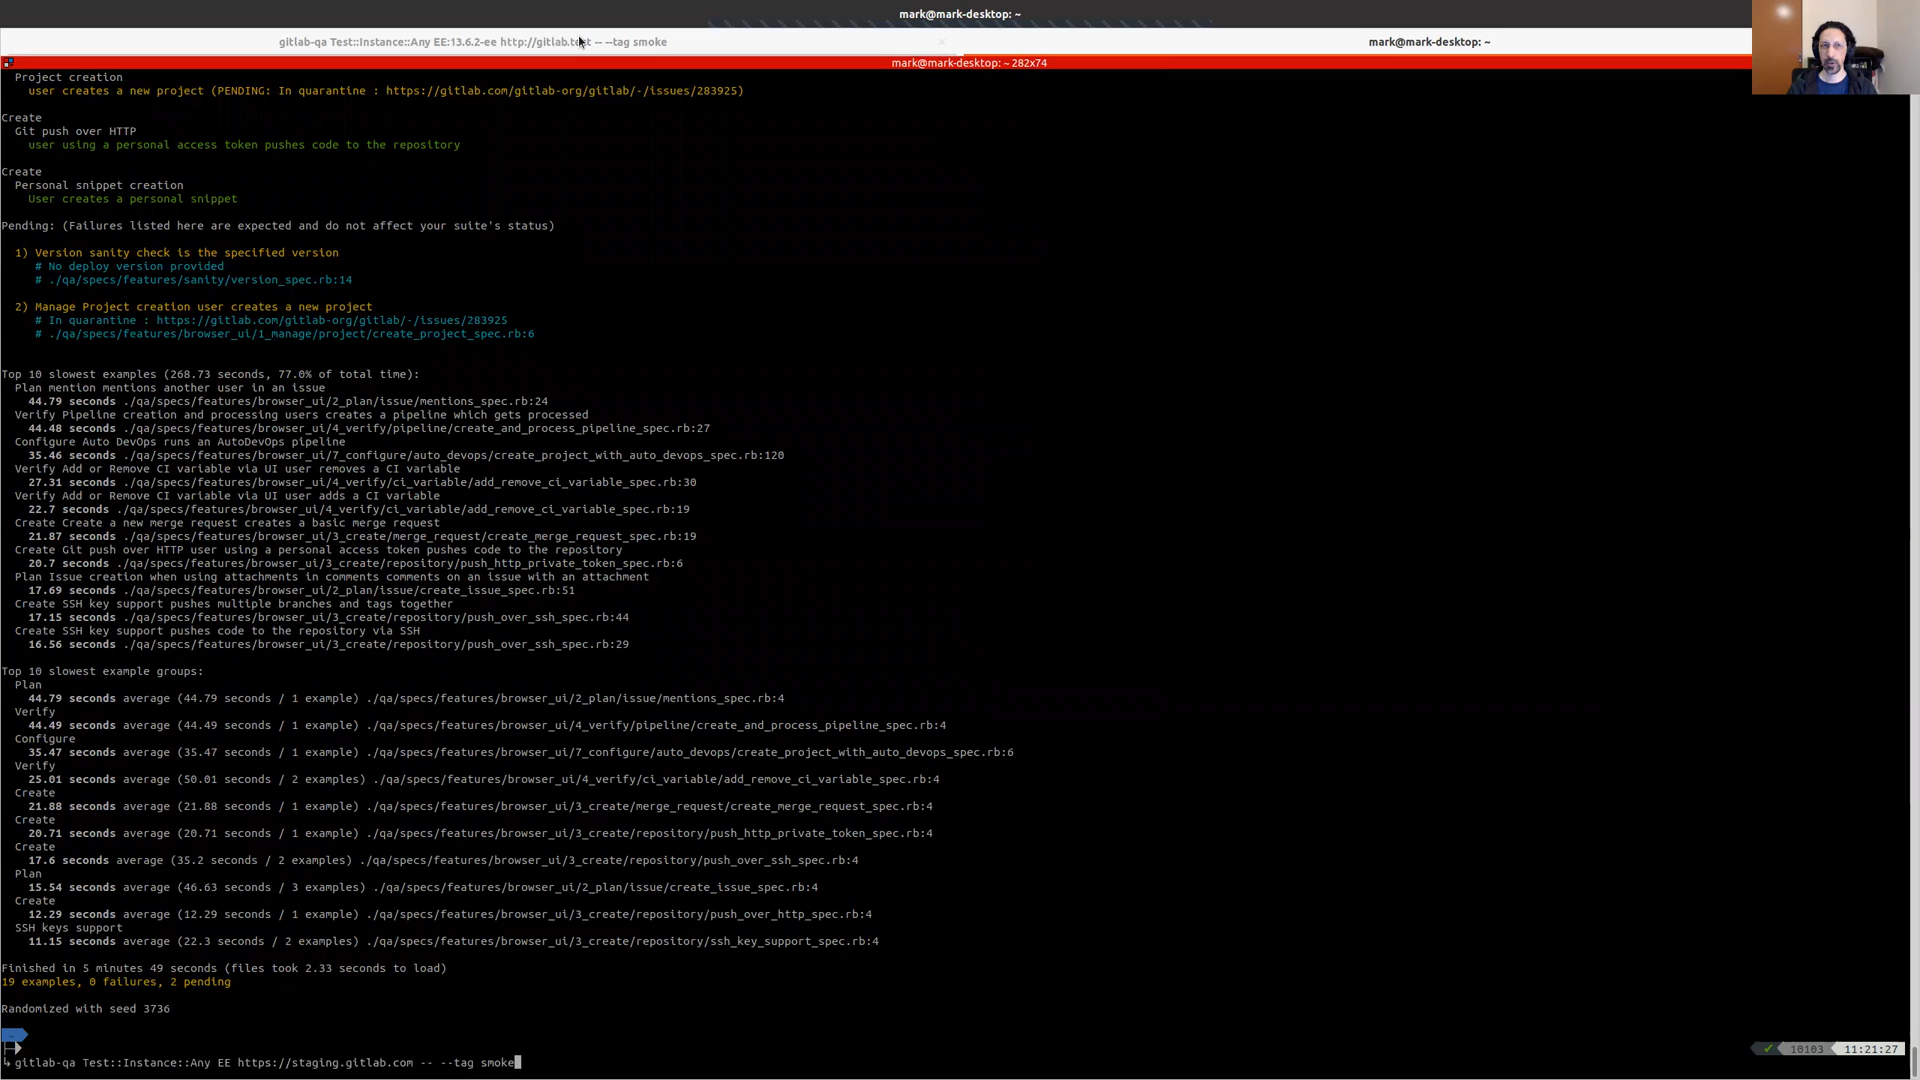 mark@mark-desktop: ~
gitlab-qa Test::Instance::Any EE:13.6.2-ee http://gitlab.test -- --tag smoke
mark@mark-desktop: ~
mark@mark-desktop: ~ 282x74
Project creation
user creates a new project (PENDING: In quarantine : https://gitlab.com/gitlab-org/gitlab/-/issues/283925)
Create
Git push over HTTP
user using a personal access token pushes code to the repository
Create
Personal snippet creation
User creates a personal snippet
Pending: (Failures listed here are expected and do not affect your suite's status)
1) Version sanity check is the specified version
# No deploy version provided
# ./qa/specs/features/sanity/version_spec.rb:14
2) Manage Project creation user creates a new project
# In quarantine : https://gitlab.com/gitlab-org/gitlab/-/issues/283925
# ./qa/specs/features/browser_ui/1_manage/project/create_project_spec.rb:6
Top 10 slowest examples (268.73 seconds, 77.0% of total time):
Plan mention mentions another user in an issue
44.79 seconds ./qa/specs/features/browser_ui/2_plan/issue/mentions_spec.rb:24
Verify Pipeline creation and processing users creates a pipeline which gets processed
44.48 seconds ./qa/specs/features/browser_ui/4_verify/pipeline/create_and_process_pipeline_spec.rb:27
Configure Auto DevOps runs an AutoDevOps pipeline
35.46 seconds ./qa/specs/features/browser_ui/7_configure/auto_devops/create_project_with_auto_devops_spec.rb:120
Verify Add or Remove CI variable via UI user removes a CI variable
27.31 seconds ./qa/specs/features/browser_ui/4_verify/ci_variable/add_remove_ci_variable_spec.rb:30
Verify Add or Remove CI variable via UI user adds a CI variable
22.7 seconds ./qa/specs/features/browser_ui/4_verify/ci_variable/add_remove_ci_variable_spec.rb:19
Create Create a new merge request creates a basic merge request
21.87 seconds ./qa/specs/features/browser_ui/3_create/merge_request/create_merge_request_spec.rb:19
Create Git push over HTTP user using a personal access token pushes code to the repository
20.7 seconds ./qa/specs/features/browser_ui/3_create/repository/push_http_private_token_spec.rb:6
Plan Issue creation when using attachments in comments comments on an issue with an attachment
17.69 seconds ./qa/specs/features/browser_ui/2_plan/issue/create_issue_spec.rb:51
Create SSH key support pushes multiple branches and tags together
17.15 seconds ./qa/specs/features/browser_ui/3_create/repository/push_over_ssh_spec.rb:44
Create SSH key support pushes code to the repository via SSH
16.56 seconds ./qa/specs/features/browser_ui/3_create/repository/push_over_ssh_spec.rb:29
Top 10 slowest example groups:
Plan
44.79 seconds average (44.79 seconds / 1 example) ./qa/specs/features/browser_ui/2_plan/issue/mentions_spec.rb:4
Verify
44.49 seconds average (44.49 seconds / 1 example) ./qa/specs/features/browser_ui/4_verify/pipeline/create_and_process_pipeline_spec.rb:4
Configure
35.47 seconds average (35.47 seconds / 1 example) ./qa/specs/features/browser_ui/7_configure/auto_devops/create_project_with_auto_devops_spec.rb:6
Verify
25.01 seconds average (50.01 seconds / 2 examples) ./qa/specs/features/browser_ui/4_verify/ci_variable/add_remove_ci_variable_spec.rb:4
Create
21.88 seconds average (21.88 seconds / 1 example) ./qa/specs/features/browser_ui/3_create/merge_request/create_merge_request_spec.rb:4
Create
20.71 seconds average (20.71 seconds / 1 example) ./qa/specs/features/browser_ui/3_create/repository/push_http_private_token_spec.rb:4
Create
17.6 seconds average (35.2 seconds / 2 examples) ./qa/specs/features/browser_ui/3_create/repository/push_over_ssh_spec.rb:4
Plan
15.54 seconds average (46.63 seconds / 3 examples) ./qa/specs/features/browser_ui/2_plan/issue/create_issue_spec.rb:4
Create
12.29 seconds average (12.29 seconds / 1 example) ./qa/specs/features/browser_ui/3_create/repository/push_over_http_spec.rb:4
SSH keys support
11.15 seconds average (22.3 seconds / 2 examples) ./qa/specs/features/browser_ui/3_create/repository/ssh_key_support_spec.rb:4
Finished in 5 minutes 49 seconds (files took 2.33 seconds to load)
19 examples, 0 failures, 2 pending
Randomized with seed 3736
~
✔ 10103 11:21:27
gitlab-qa Test::Instance::Any EE https://staging.gitlab.com -- --tag smoke